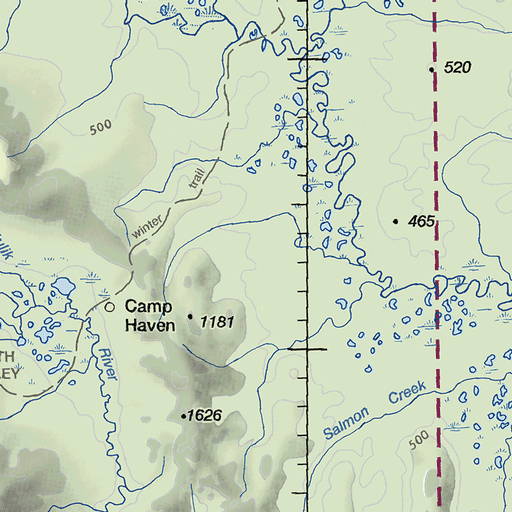 520
500
trail
winter
465
Camp
Haven
1181
River
1626
Salmon Creek
500